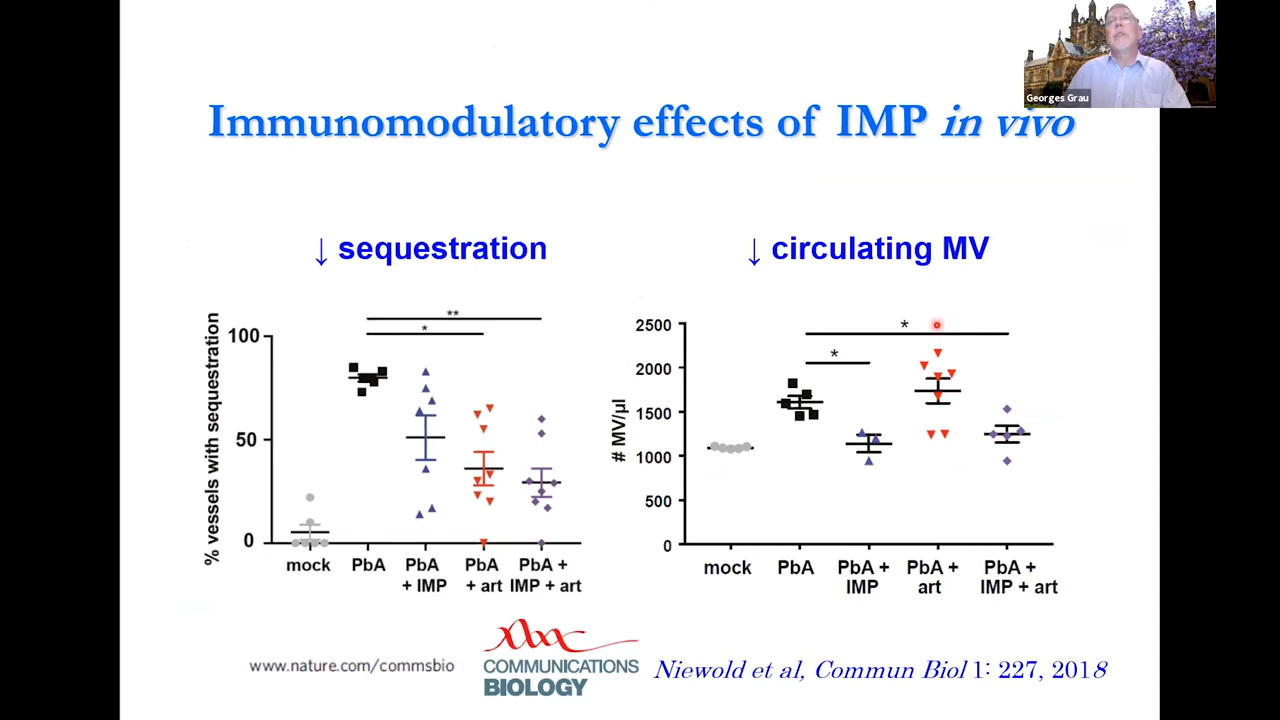 Georges Grau
Immunomodulatory effects of IMP in vivo
↓ sequestration
↓ circulating MV
% vessels with sequestration
100
50
0
**
*
mock
PbA
PbA + IMP
PbA + art
PbA + IMP + art
# MV/µl
2500
2000
1500
1000
500
0
*
*
mock
PbA
PbA + IMP
PbA + art
PbA + IMP + art
www.nature.com/commsbio
COMMUNICATIONS
BIOLOGY
Niewold et al, Commun Biol 1: 227, 2018